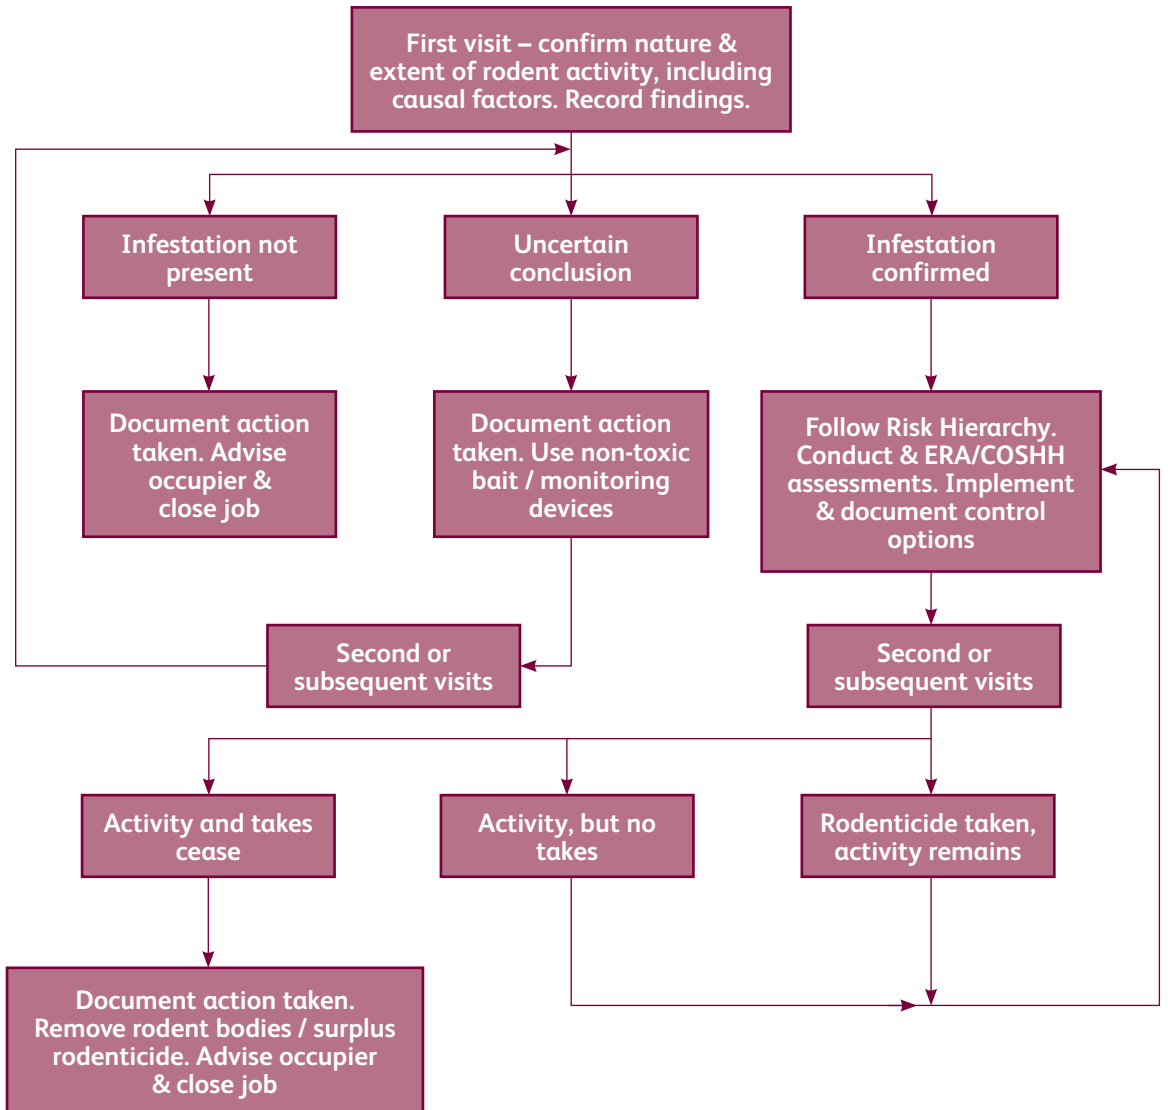 First visit – confirm nature &
extent of rodent activity, including
causal factors. Record findings.
Infestation not
present
Uncertain
conclusion
Infestation
confirmed
Document action
taken. Advise
occupier &
close job
Document action
taken. Use non-toxic
bait / monitoring
devices
Follow Risk Hierarchy.
Conduct & ERA/COSHH
assessments. Implement
& document control
options
Second or
subsequent visits
Second or
subsequent visits
Activity and takes
cease
Activity, but no
takes
Rodenticide taken,
activity remains
Document action taken.
Remove rodent bodies / surplus
rodenticide. Advise occupier
& close job